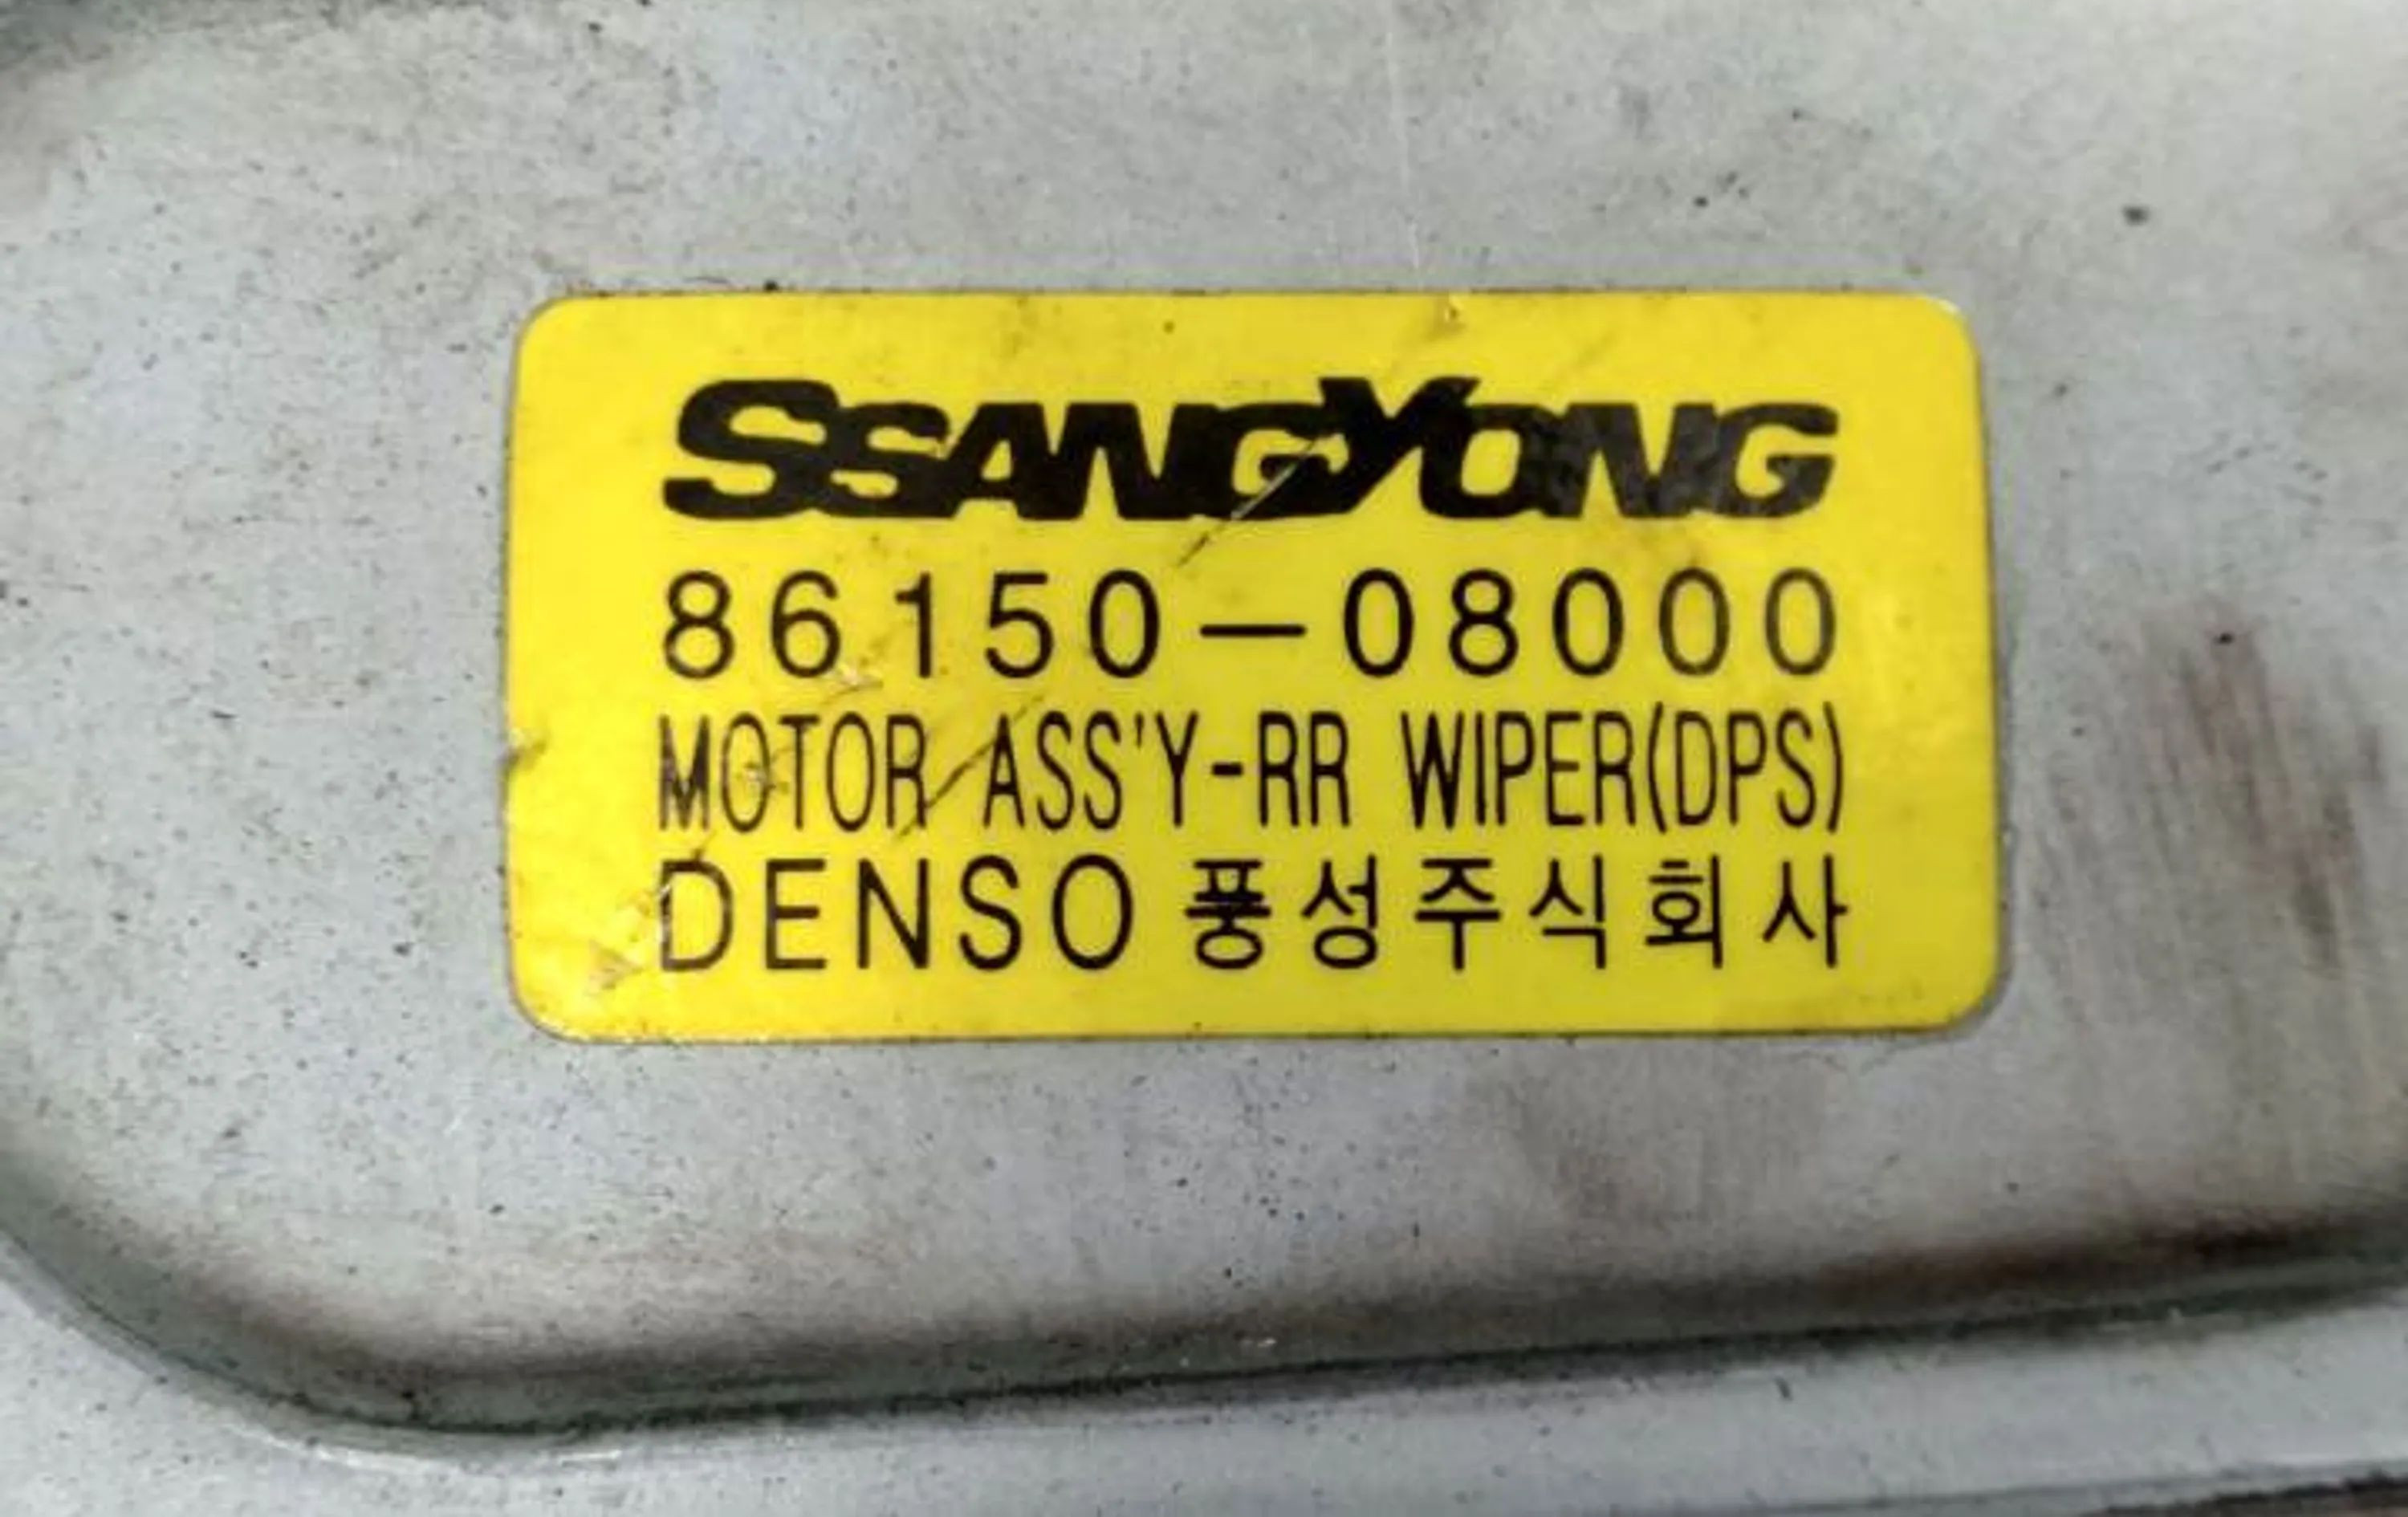 SSANGYONG
86150-08000
MOTOR ASS'Y-RR WIPER(DPS)
DENSO 풍성주식회사